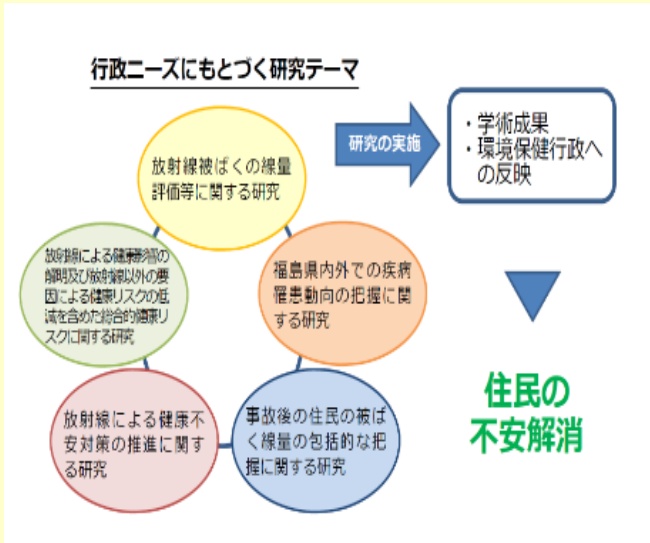 行政ニーズにもとづく研究テーマ
放射線被ばくの線量
評価等に関する研究
放射線による健康影響の
解明及び放射線以外の要
因による健康リスクの低
減を含めた総合的健康リ
スクに関する研究
福島県内外での疾病
罹患動向の把握に関
する研究
放射線による健康不
安対策の推進に関す
る研究
事故後の住民の被ば
く線量の包括的な把
握に関する研究
研究の実施
・学術成果
・環境保健行政へ
の反映
住民の
不安解消